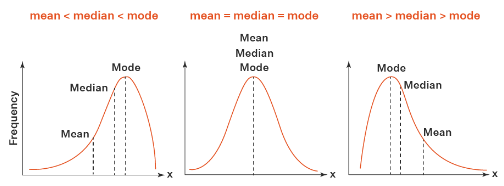 mean < median < mode
mean = median = mode
mean > median > mode
Mean
Median
Mode
Mode
Median
Mean
Mode
Median
Mean
Frequency
x
x
x